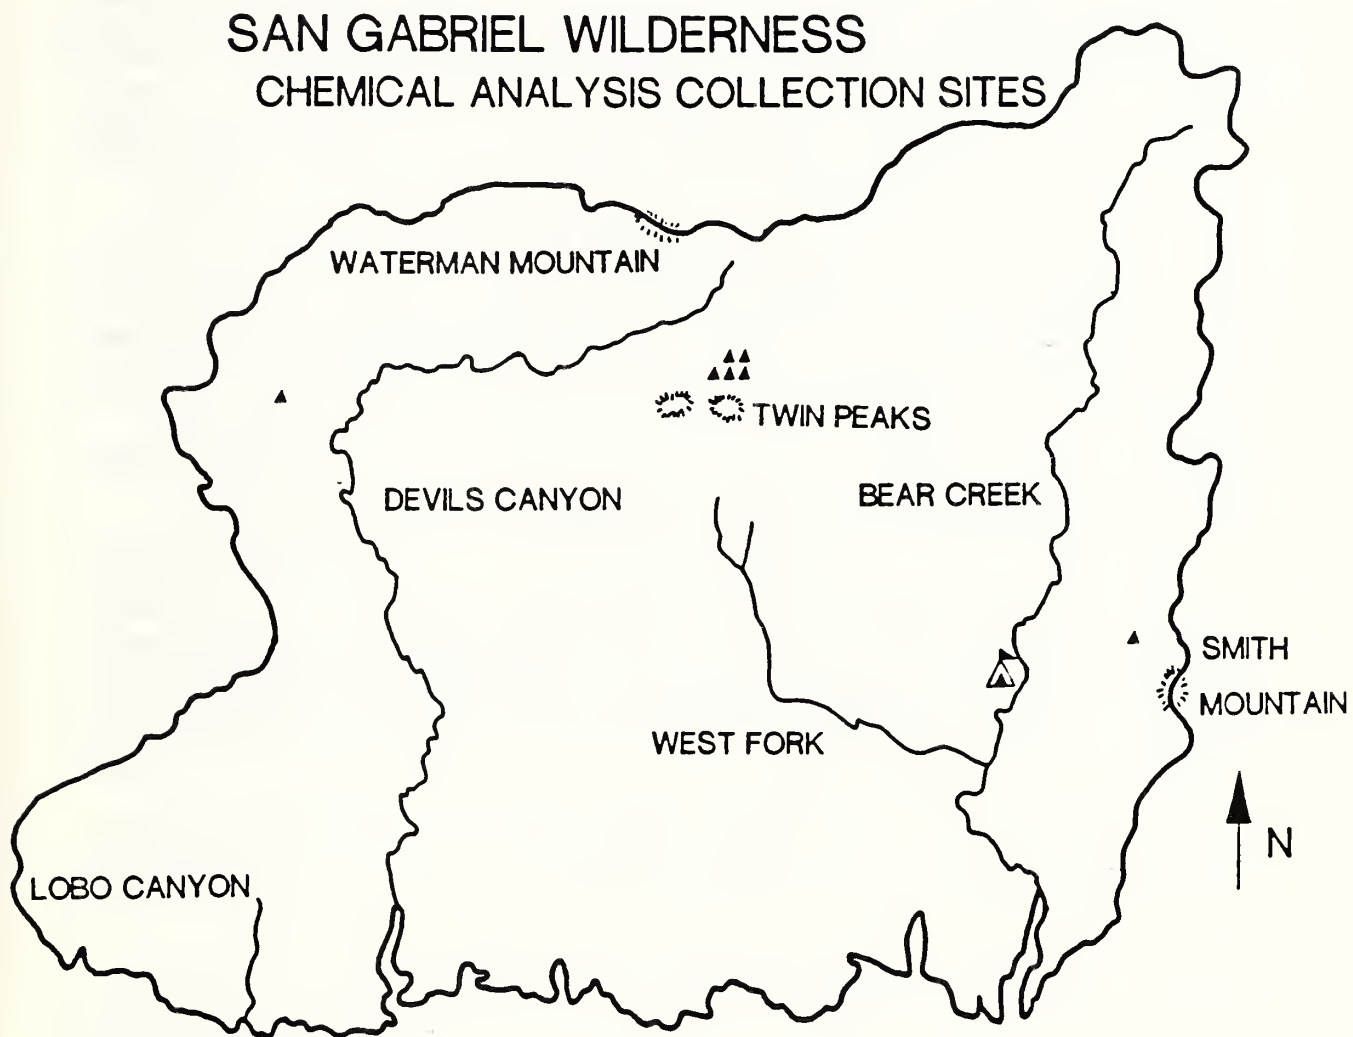 SAN GABRIEL WILDERNESS
CHEMICAL ANALYSIS COLLECTION SITES
WATERMAN MOUNTAIN
TWIN PEAKS
DEVILS CANYON
BEAR CREEK
SMITH
MOUNTAIN
WEST FORK
N
LOBO CANYON